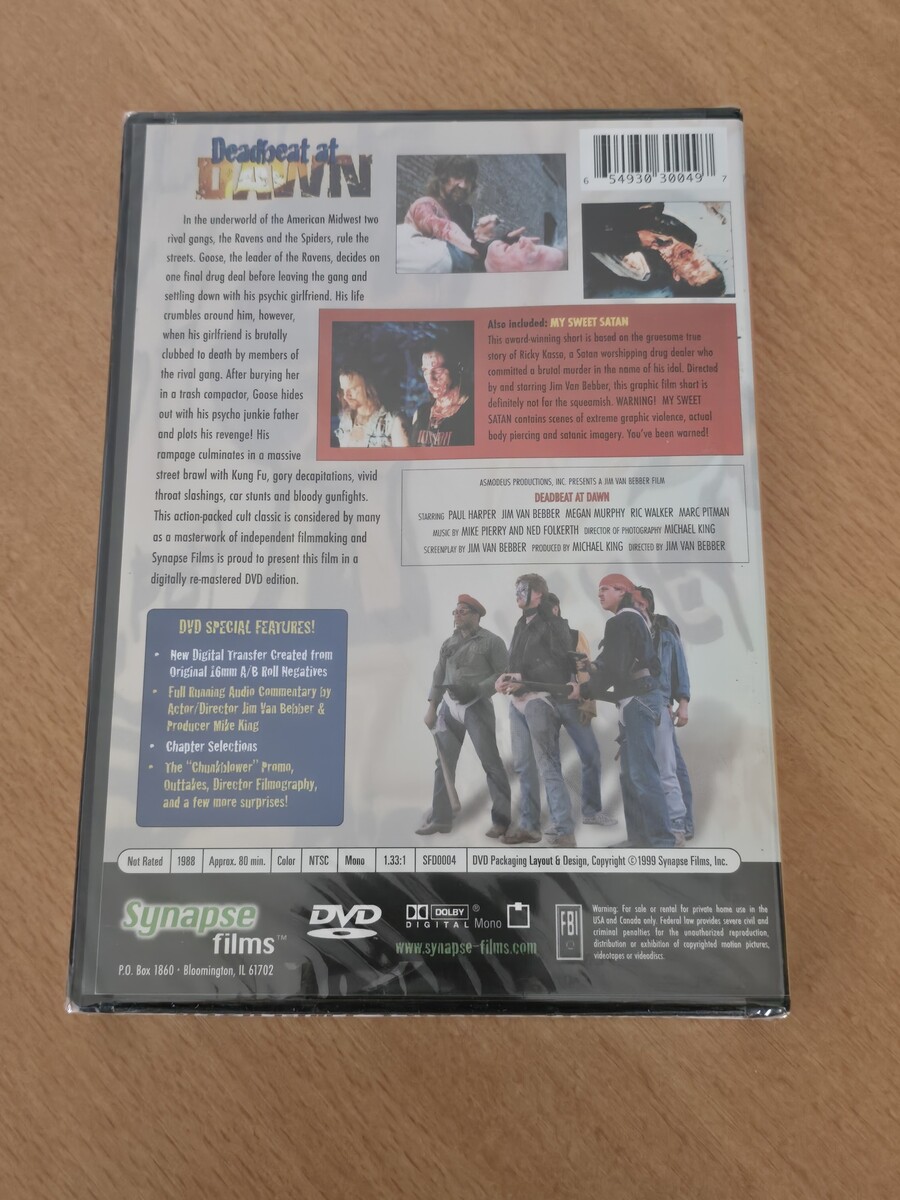 Deadbeat at
DAWN
In the underworld of the American Midwest two
rival gangs, the Ravens and the Spiders, rule the
streets. Goose, the leader of the Ravens, decides on
one final drug deal before leaving the gang and
settling down with his psychic girlfriend. His life
crumbles around him, however,
when his girlfriend is brutally
clubbed to death by members of
the rival gang. After burying her
in a trash compactor, Goose hides
out with his psycho junkie father
and plots his revenge! His
rampage culminates in a massive
street brawl with Kung Fu, gory decapitations, vivid
throat slashings, car stunts and bloody gunfights.
This action-packed cult classic is considered by many
as a masterwork of independent filmmaking and
Synapse Films is proud to present this film in a
digitally re-mastered DVD edition.
6 54930 30049 7
Also included: MY SWEET SATAN
This award-winning short is based on the gruesome true
story of Ricky Kasso, a Satan worshipping drug dealer who
committed a brutal murder in the name of his idol. Directed
by and starring Jim Van Bebber, this graphic film short is
definitely not for the squeamish. WARNING! MY SWEET
SATAN contains scenes of extreme graphic violence, actual
body piercing and satanic imagery. You've been warned!
ASMODEUS PRODUCTIONS, INC. PRESENTS A JIM VAN BEBBER FILM
DEADBEAT AT DAWN
STARRING PAUL HARPER JIM VAN BEBBER MEGAN MURPHY RIC WALKER MARC PITMAN
MUSIC BY MIKE PIERRY AND NED FOLKERTH DIRECTOR OF PHOTOGRAPHY MICHAEL KING
SCREENPLAY BY JIM VAN BEBBER PRODUCED BY MICHAEL KING DIRECTED BY JIM VAN BEBBER
DVD SPECIAL FEATURES!
• New Digital Transfer Created from
Original 16mm A/B Roll Negatives
• Full Running Audio Commentary by
Actor/Director Jim Van Bebber &
Producer Mike King
• Chapter Selections
• The "Chunkblower" Promo,
Outtakes, Director Filmography,
and a few more surprises!
Not Rated 1988 Approx. 80 min. Color NTSC Mono 1.33:1 SFD0004 DVD Packaging Layout & Design, Copyright ©1999 Synapse Films, Inc.
Synapse
films™
P.O. Box 1860 • Bloomington, IL 61702
DVD
VIDEO
DOLBY®
DIGITAL Mono
www.synapse-films.com
FBI
Warning: For sale or rental for private home use in the
USA and Canada only. Federal law provides severe civil and
criminal penalties for the unauthorized reproduction,
distribution or exhibition of copyrighted motion pictures,
videotapes or videodiscs.